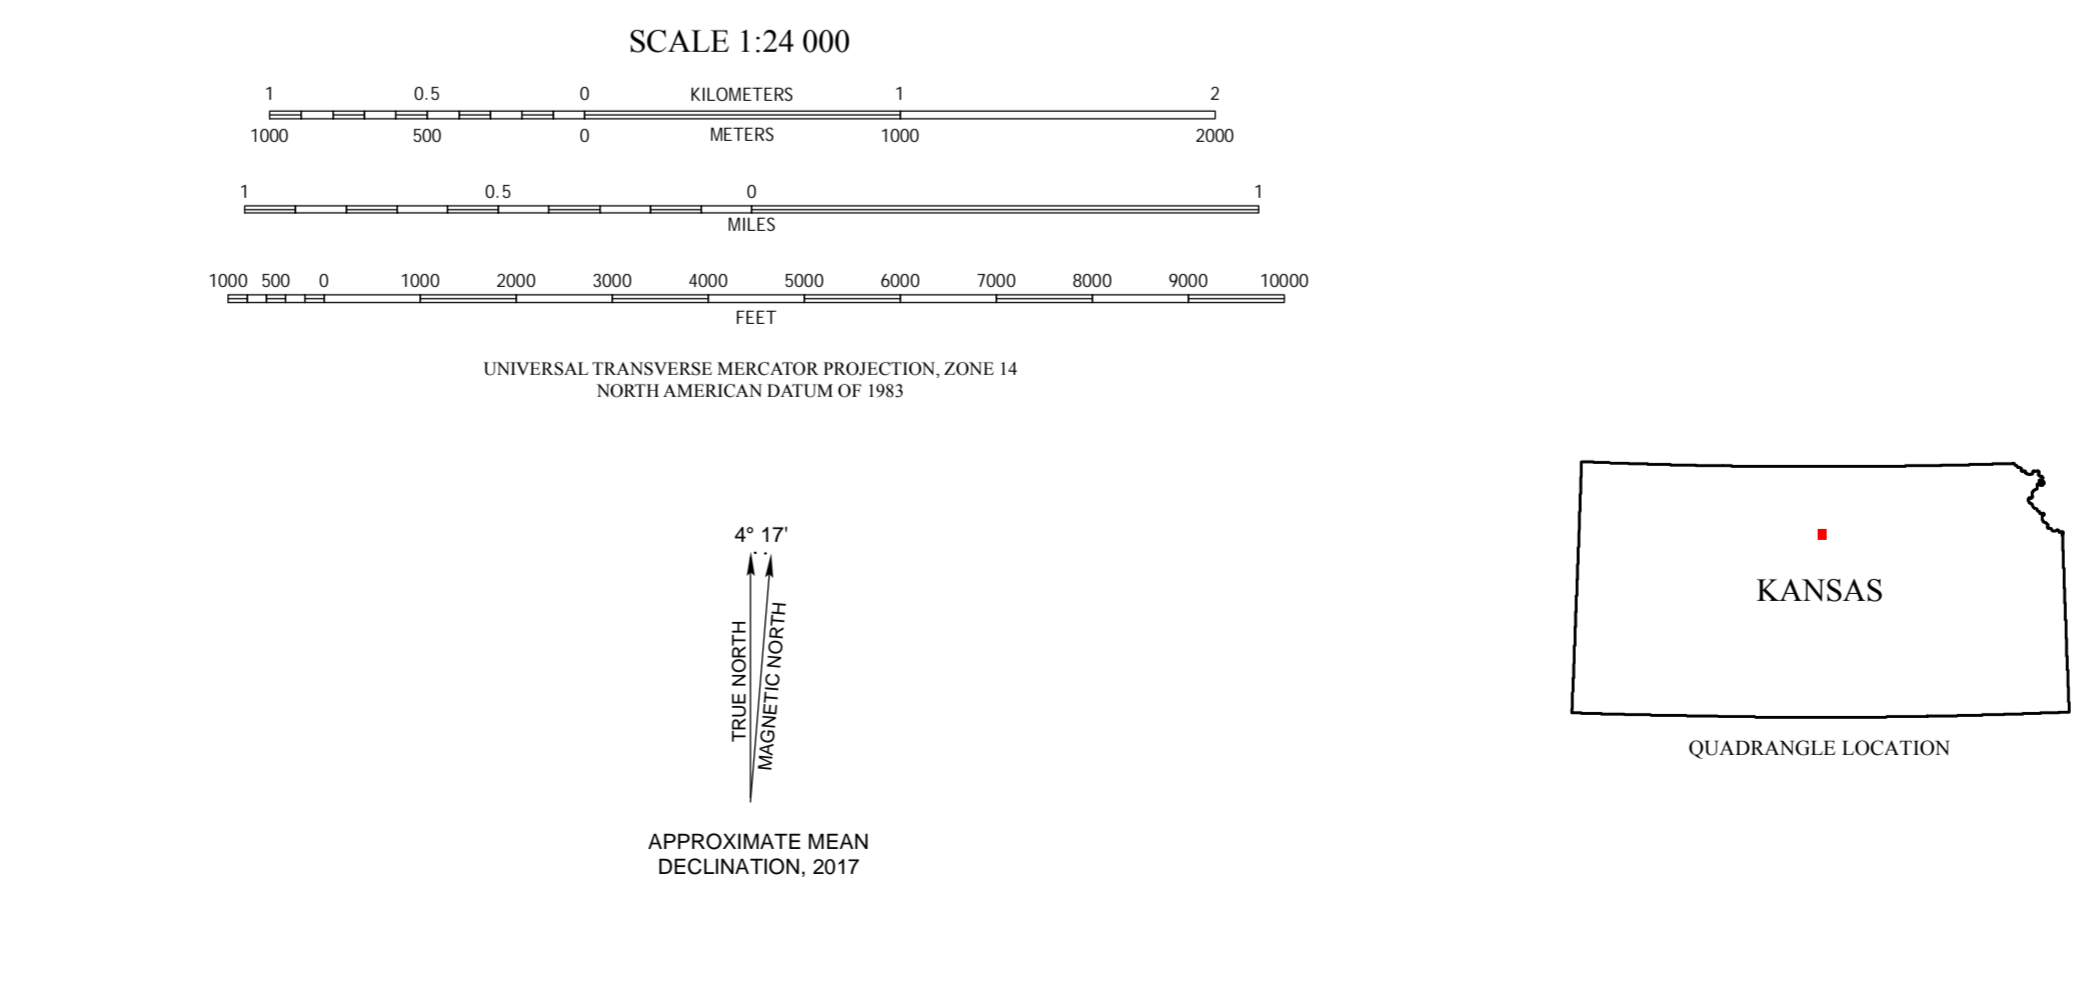 SCALE 1:24 000
1 0.5 0 KILOMETERS 1 2
1000 500 0 METERS 1000 2000
1 0.5 0 1
MILES
1000 500 0 1000 2000 3000 4000 5000 6000 7000 8000 9000 10000
FEET
UNIVERSAL TRANSVERSE MERCATOR PROJECTION, ZONE 14
NORTH AMERICAN DATUM OF 1983
4° 17'
TRUE NORTH
MAGNETIC NORTH
APPROXIMATE MEAN
DECLINATION, 2017
KANSAS
QUADRANGLE LOCATION